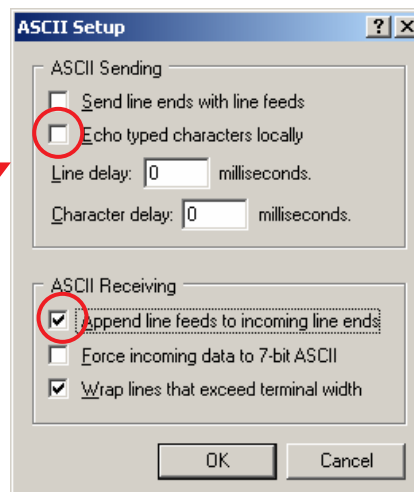 ASCII Setup
ASCII Sending
Send line ends with line feeds
Echo typed characters locally
Line delay: 0 milliseconds.
Character delay: 0 milliseconds.
ASCII Receiving
Append line feeds to incoming line ends
Force incoming data to 7-bit ASCII
Wrap lines that exceed terminal width
OK Cancel